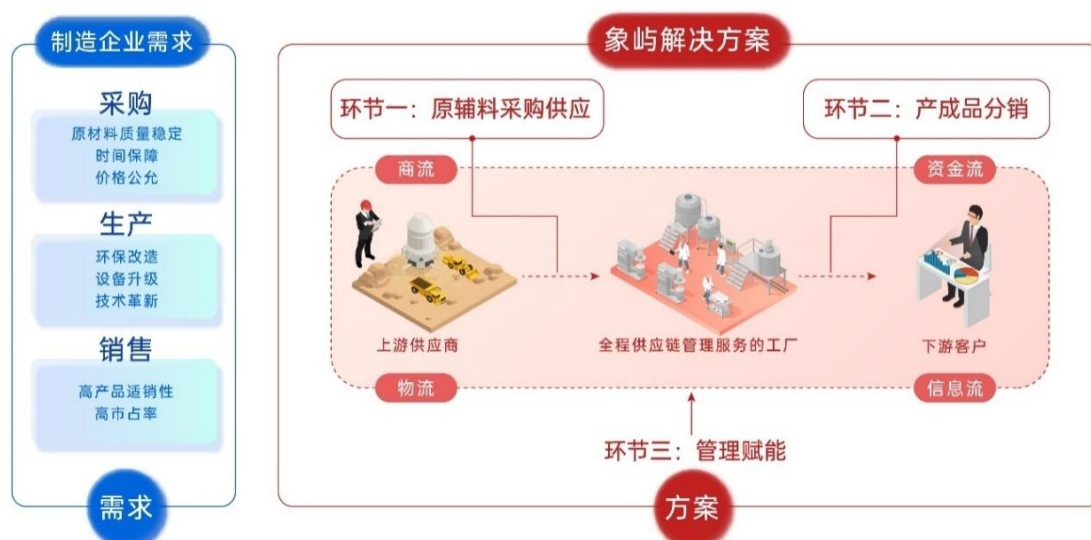 制造企业需求
采购
原材料质量稳定
时间保障
价格公允
生产
环保改造
设备升级
技术革新
销售
高产品适销性
高市占率
需求
象屿解决方案
环节一：原辅料采购供应
环节二：产成品分销
商流
资金流
上游供应商
全程供应链管理服务的工厂
下游客户
物流
信息流
环节三：管理赋能
方案